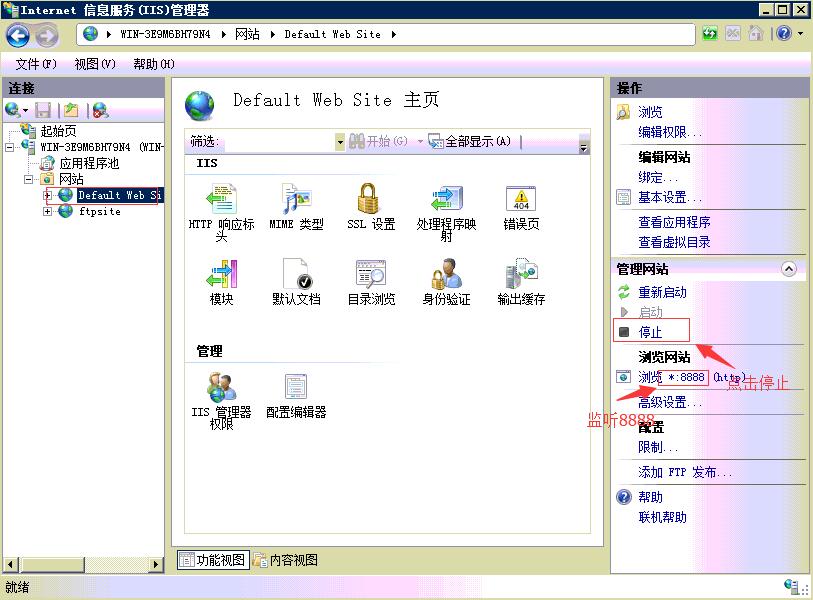 Internet 信息服务(IIS)管理器
WIN-3E9M6BH79N4 网站 Default Web Site
文件(F) 视图(V) 帮助(H)
连接
起始页
WIN-3E9M6BH79N4 (WIN-
应用程序池
网站
Default Web Si
ftpsite
Default Web Site 主页
筛选: 开始(G) 全部显示(A)
IIS
HTTP 响应标头
MIME 类型
SSL 设置
处理程序映射
404
错误页
模块
默认文档
目录浏览
身份验证
输出缓存
管理
IIS 管理器权限
配置编辑器
功能视图 内容视图
操作
浏览
编辑权限...
编辑网站
绑定...
基本设置...
查看应用程序
查看虚拟目录
管理网站
重新启动
启动
停止
浏览网站
浏览 *:8888 (http)
点击停止
高级设置...
监听8888
配置
限制...
添加 FTP 发布...
帮助
联机帮助
就绪